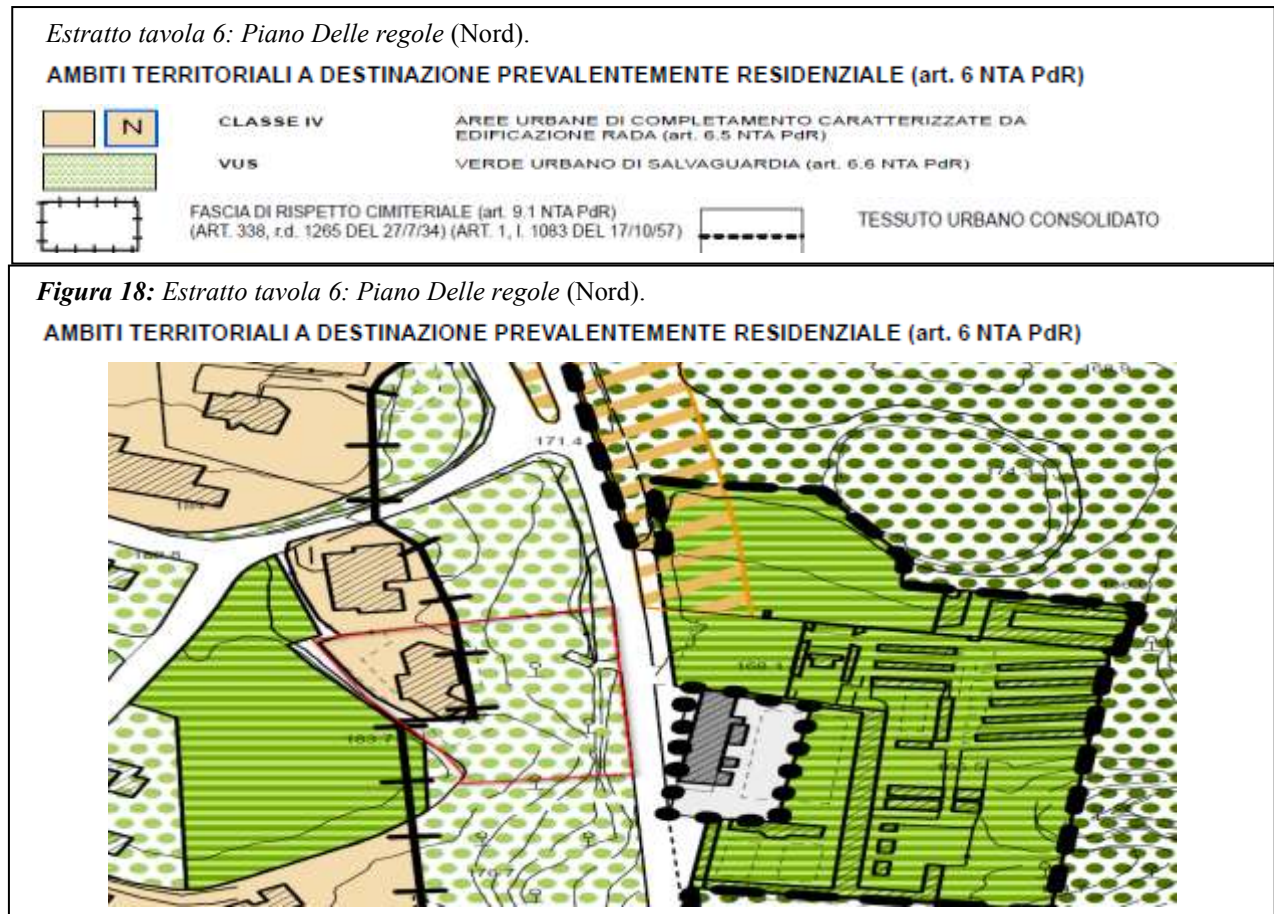 Estratto tavola 6: Piano Delle regole (Nord).
AMBITI TERRITORIALI A DESTINAZIONE PREVALENTEMENTE RESIDENZIALE (art. 6 NTA PdR)
N
CLASSE IV
AREE URBANE DI COMPLETAMENTO CARATTERIZZATE DA
EDIFICAZIONE RADA (art. 6.5 NTA PdR)
VUS
VERDE URBANO DI SALVAGUARDIA (art. 6.6 NTA PdR)
FASCIA DI RISPETTO CIMITERIALE (art. 9.1 NTA PdR)
(ART. 338, r.d. 1265 DEL 27/7/34) (ART. 1, l. 1083 DEL 17/10/57)
TESSUTO URBANO CONSOLIDATO
Figura 18: Estratto tavola 6: Piano Delle regole (Nord).
AMBITI TERRITORIALI A DESTINAZIONE PREVALENTEMENTE RESIDENZIALE (art. 6 NTA PdR)
171.4
168.1
183.7
170.7